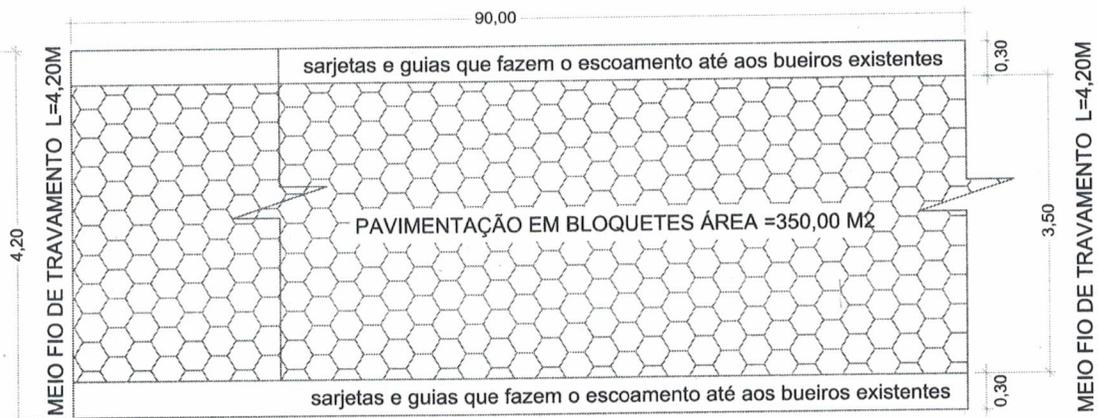 90,00
sarjetas e guias que fazem o escoamento até aos bueiros existentes
0,30
MEIO FIO DE TRAVAMENTO L=4,20M
4,20
PAVIMENTAÇÃO EM BLOQUETES ÁREA =350,00 M2
3,50
MEIO FIO DE TRAVAMENTO L=4,20M
sarjetas e guias que fazem o escoamento até aos bueiros existentes
0,30